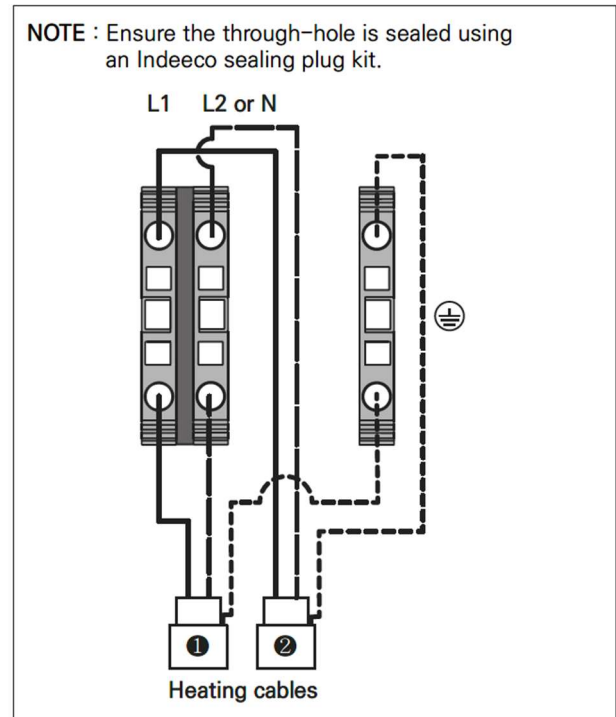 NOTE : Ensure the through-hole is sealed using
an Indeeco sealing plug kit.
L1 L2 or N
❶ ❷
Heating cables